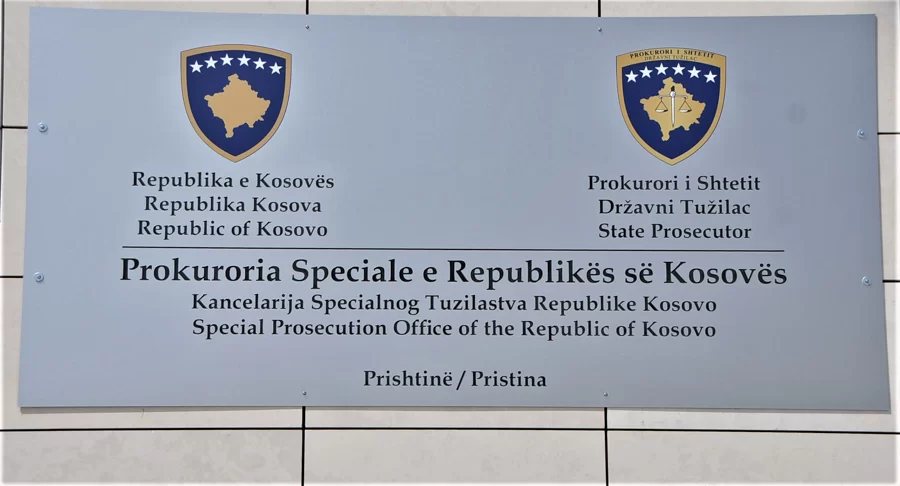 Republika e Kosovës
Republika Kosova
Republic of Kosovo
PROKURORI I SHTETIT
DRŽAVNI TUŽILAC
Prokurori i Shtetit
Državni Tužilac
State Prosecutor
Prokuroria Speciale e Republikës së Kosovës
Kancelarija Specialnog Tuzilastva Republike Kosovo
Special Prosecution Office of the Republic of Kosovo
Prishtinë / Pristina